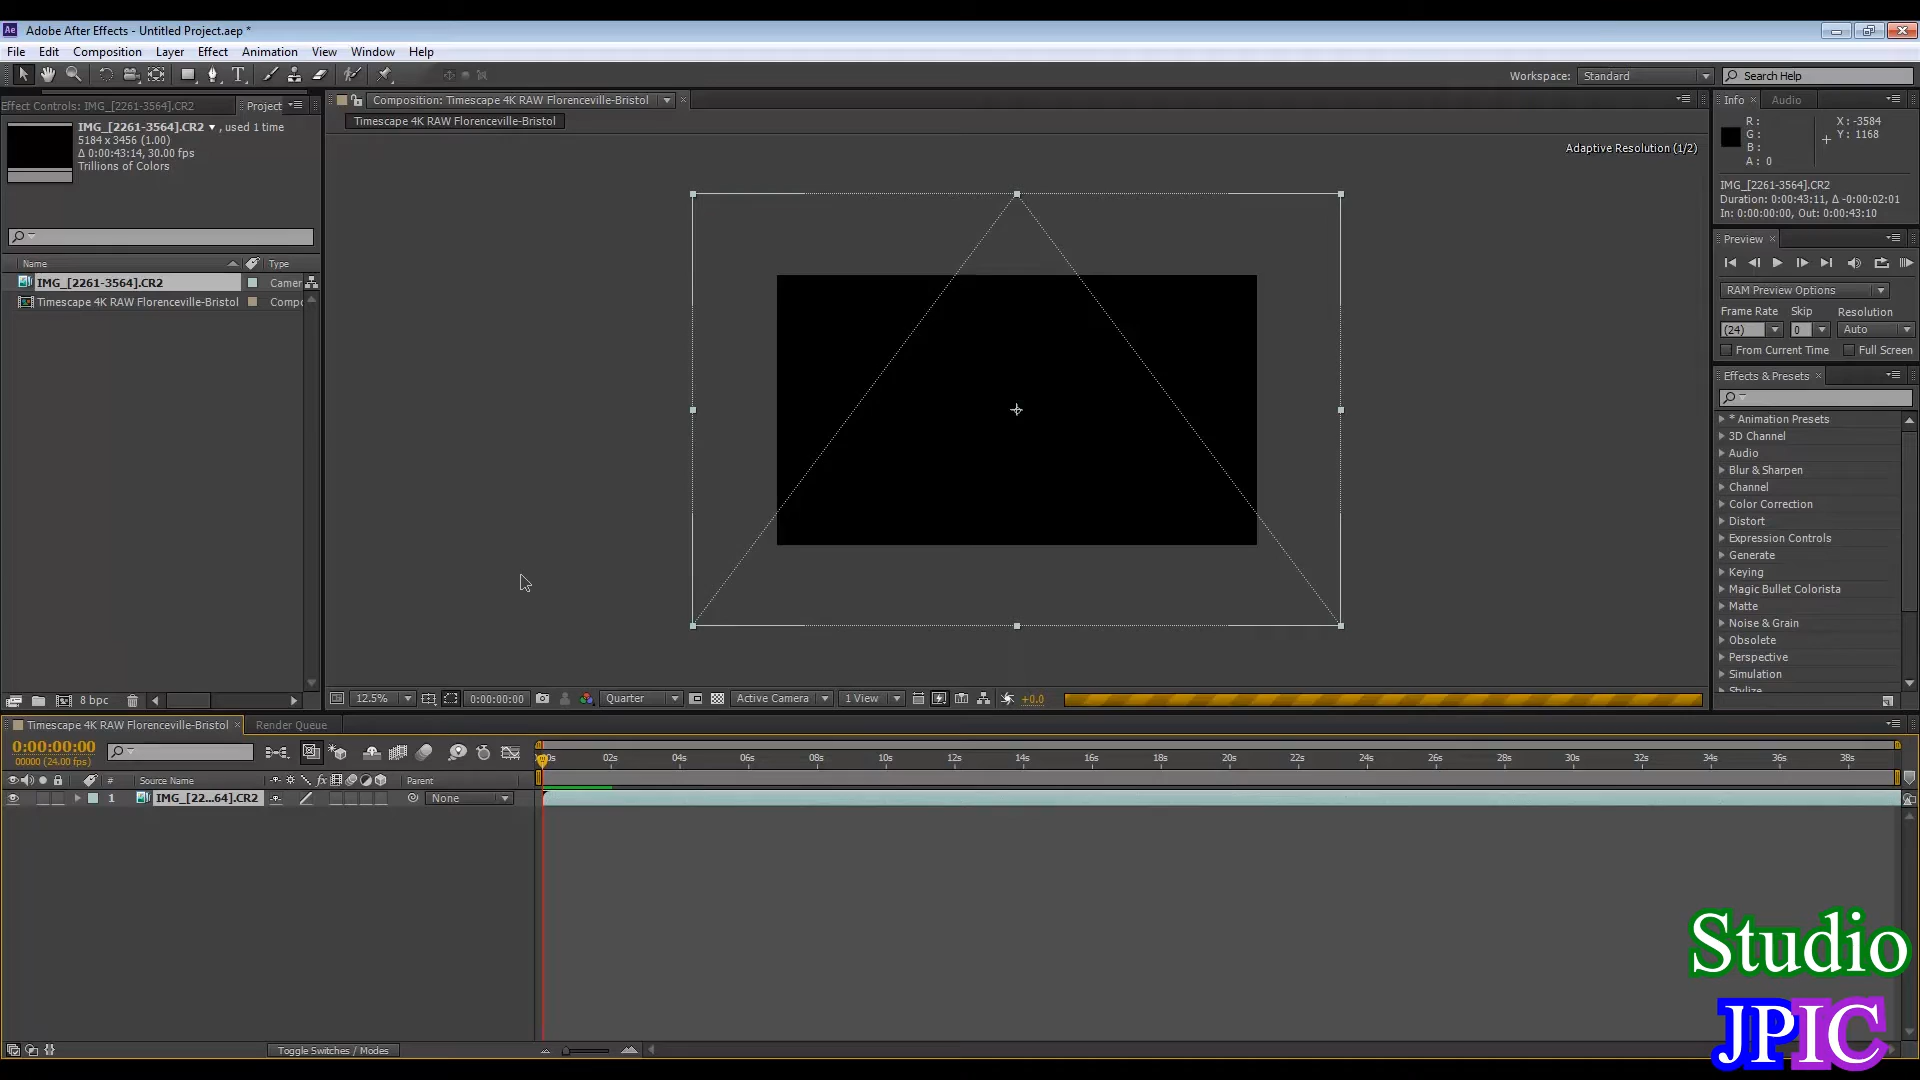 Ae Adobe After Effects - Untitled Project.aep *
File Edit Composition Layer Effect Animation View Window Help
Workspace: Standard Search Help
Effect Controls: IMG_[2261-3564].CR2 Project
IMG_[2261-3564].CR2 , used 1 time
5184 x 3456 (1.00)
Δ 0:00:43:14, 30.00 fps
Trillions of Colors
Name Type
IMG_[2261-3564].CR2 Camer
Timescape 4K RAW Florenceville-Bristol Compo
8 bpc
Composition: Timescape 4K RAW Florenceville-Bristol
Timescape 4K RAW Florenceville-Bristol
Adaptive Resolution (1/2)
12.5% 0:00:00:00 Quarter Active Camera 1 View +0.0
Info Audio
R : X : -3584
G : Y : 1168
B :
A : 0
IMG_[2261-3564].CR2
Duration: 0:00:43:11, Δ -0:00:02:01
In: 0:00:00:00, Out: 0:00:43:10
Preview
RAM Preview Options
Frame Rate Skip Resolution
(24) 0 Auto
From Current Time Full Screen
Effects & Presets
* Animation Presets
3D Channel
Audio
Blur & Sharpen
Channel
Color Correction
Distort
Expression Controls
Generate
Keying
Magic Bullet Colorista
Matte
Noise & Grain
Obsolete
Perspective
Simulation
Stylize
Timescape 4K RAW Florenceville-Bristol Render Queue
0:00:00:00
00000 (24.00 fps)
0s 02s 04s 06s 08s 10s 12s 14s 16s 18s 20s 22s 24s 26s 28s 30s 32s 34s 36s 38s
# Source Name fx Parent
1 IMG_[22...64].CR2 None
Toggle Switches / Modes
Studio
JPIC